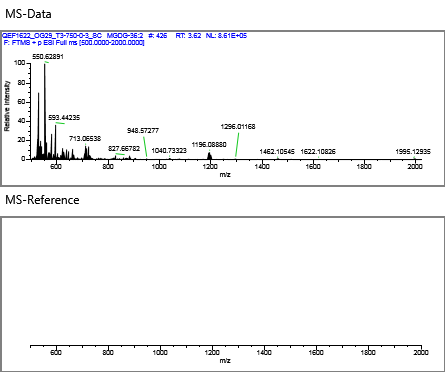 MS-Data
QEF1622_OG29_T3-750-0-3_8C MGDG-36:2 #: 426 RT: 3.62 NL: 8.61E+05
F: FTMS + p ESI Full ms [500.0000-2000.0000]
550.62891
100
80
60
40
20
0
Relative Intensity
593.44235
713.06538
827.66782
948.57277
1040.73323
1196.08880
1296.01168
1462.10545
1622.10826
1995.12935
600 800 1000 1200 1400 1600 1800 2000
m/z
MS-Reference
600 800 1000 1200 1400 1600 1800 2000
m/z